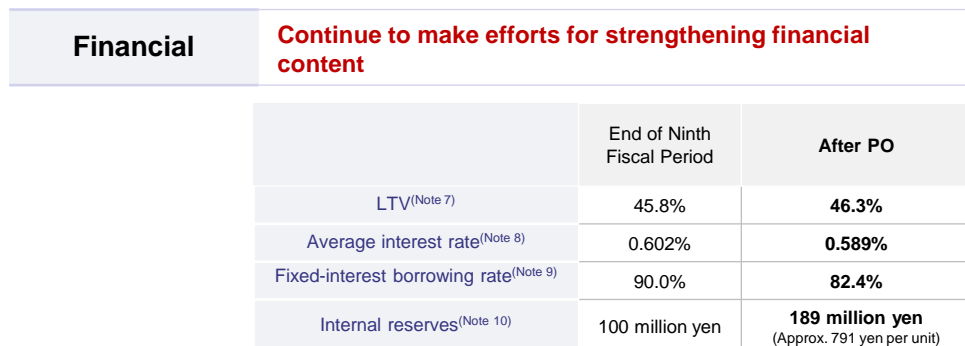 Financial
Continue to make efforts for strengthening financial
content
End of Ninth
Fiscal Period
After PO
LTV(Note 7)
45.8%
46.3%
Average interest rate(Note 8)
0.602%
0.589%
Fixed-interest borrowing rate(Note 9)
90.0%
82.4%
Internal reserves(Note 10)
100 million yen
189 million yen
(Approx. 791 yen per unit)